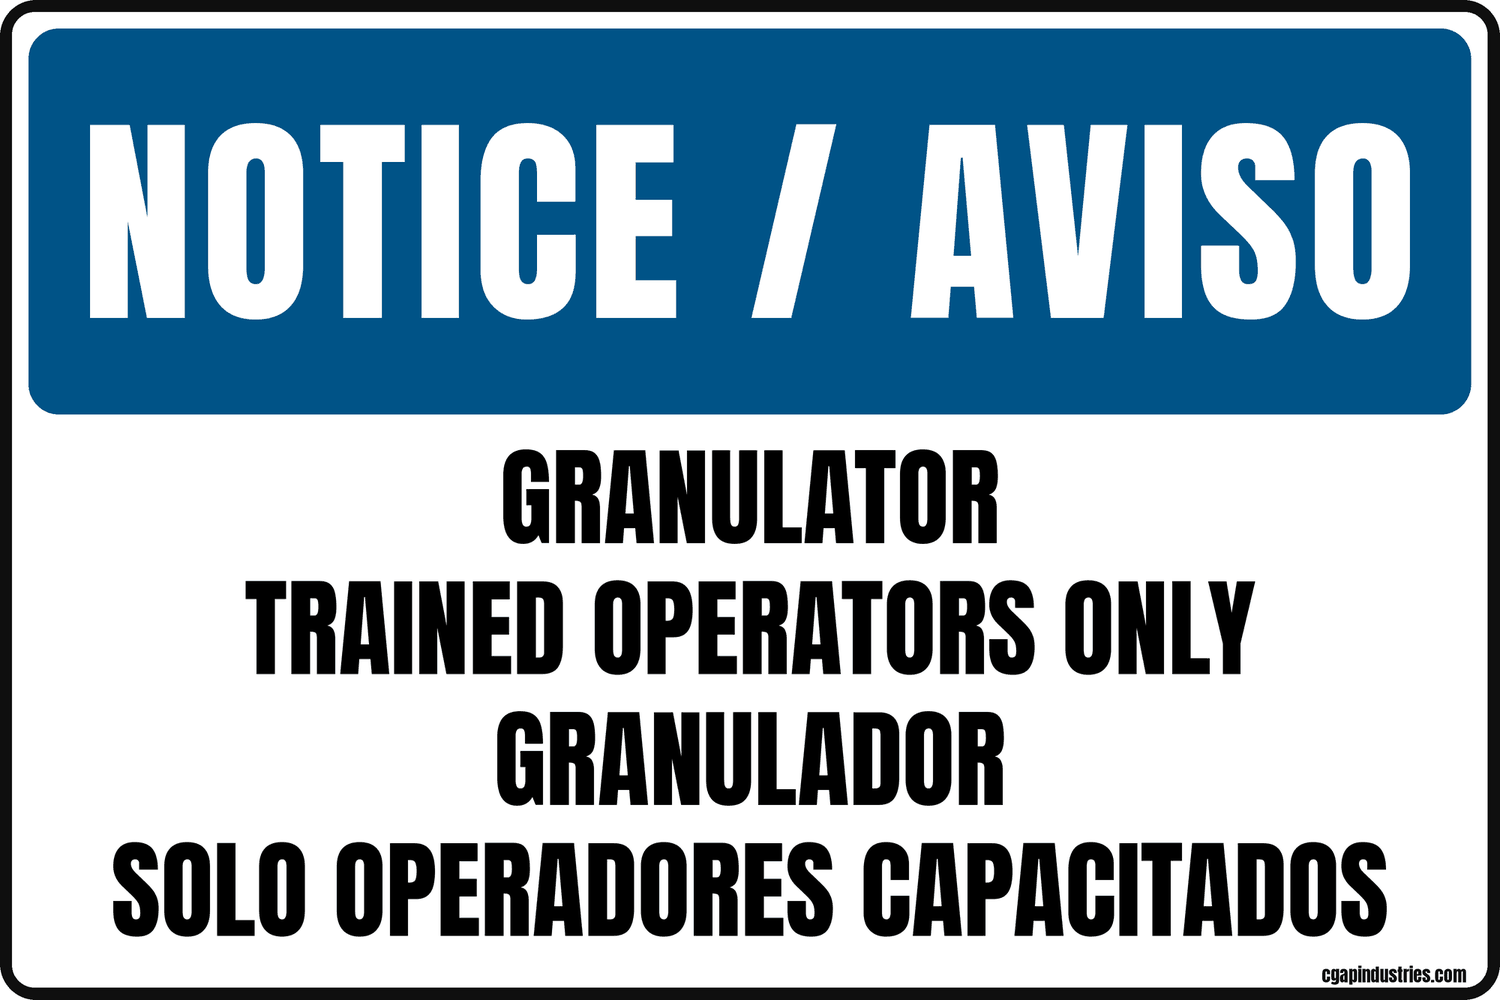 NOTICE / AVISO
GRANULATOR
TRAINED OPERATORS ONLY
GRANULADOR
SOLO OPERADORES CAPACITADOS
cgapindustries.com